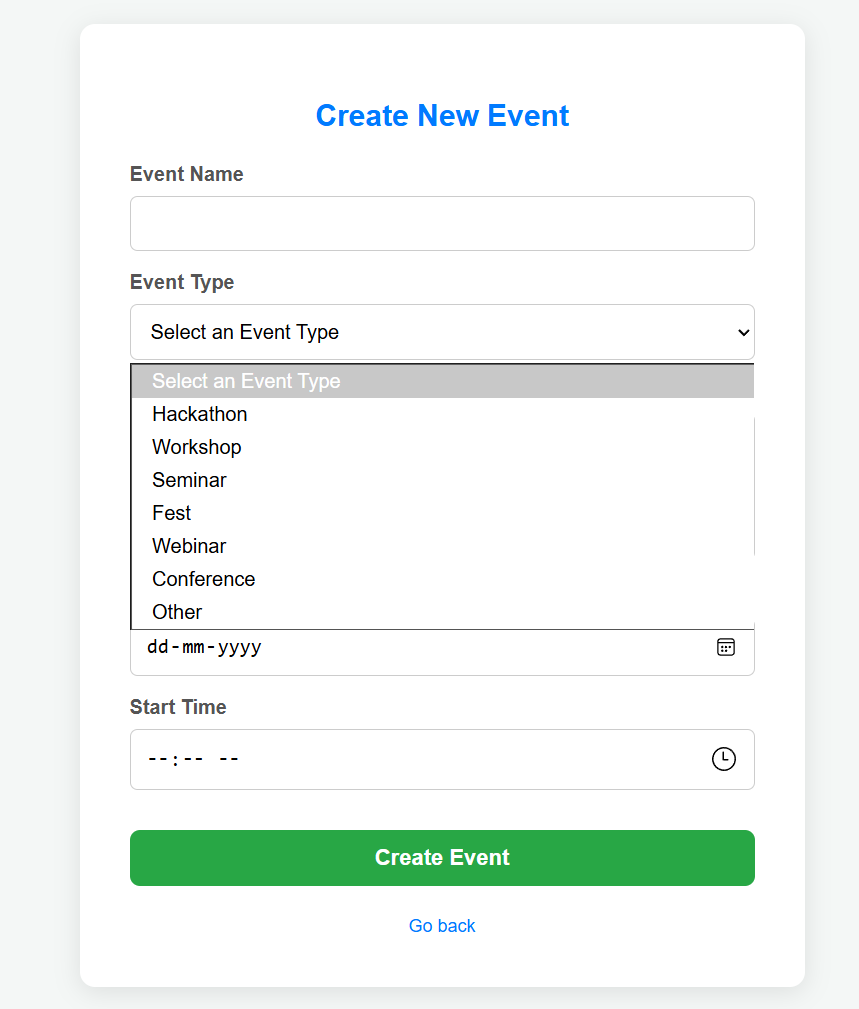 Create New Event
Event Name
Event Type
Select an Event Type
Select an Event Type
Hackathon
Workshop
Seminar
Fest
Webinar
Conference
Other
dd-mm-yyyy
Start Time
--:-- --
Create Event
Go back